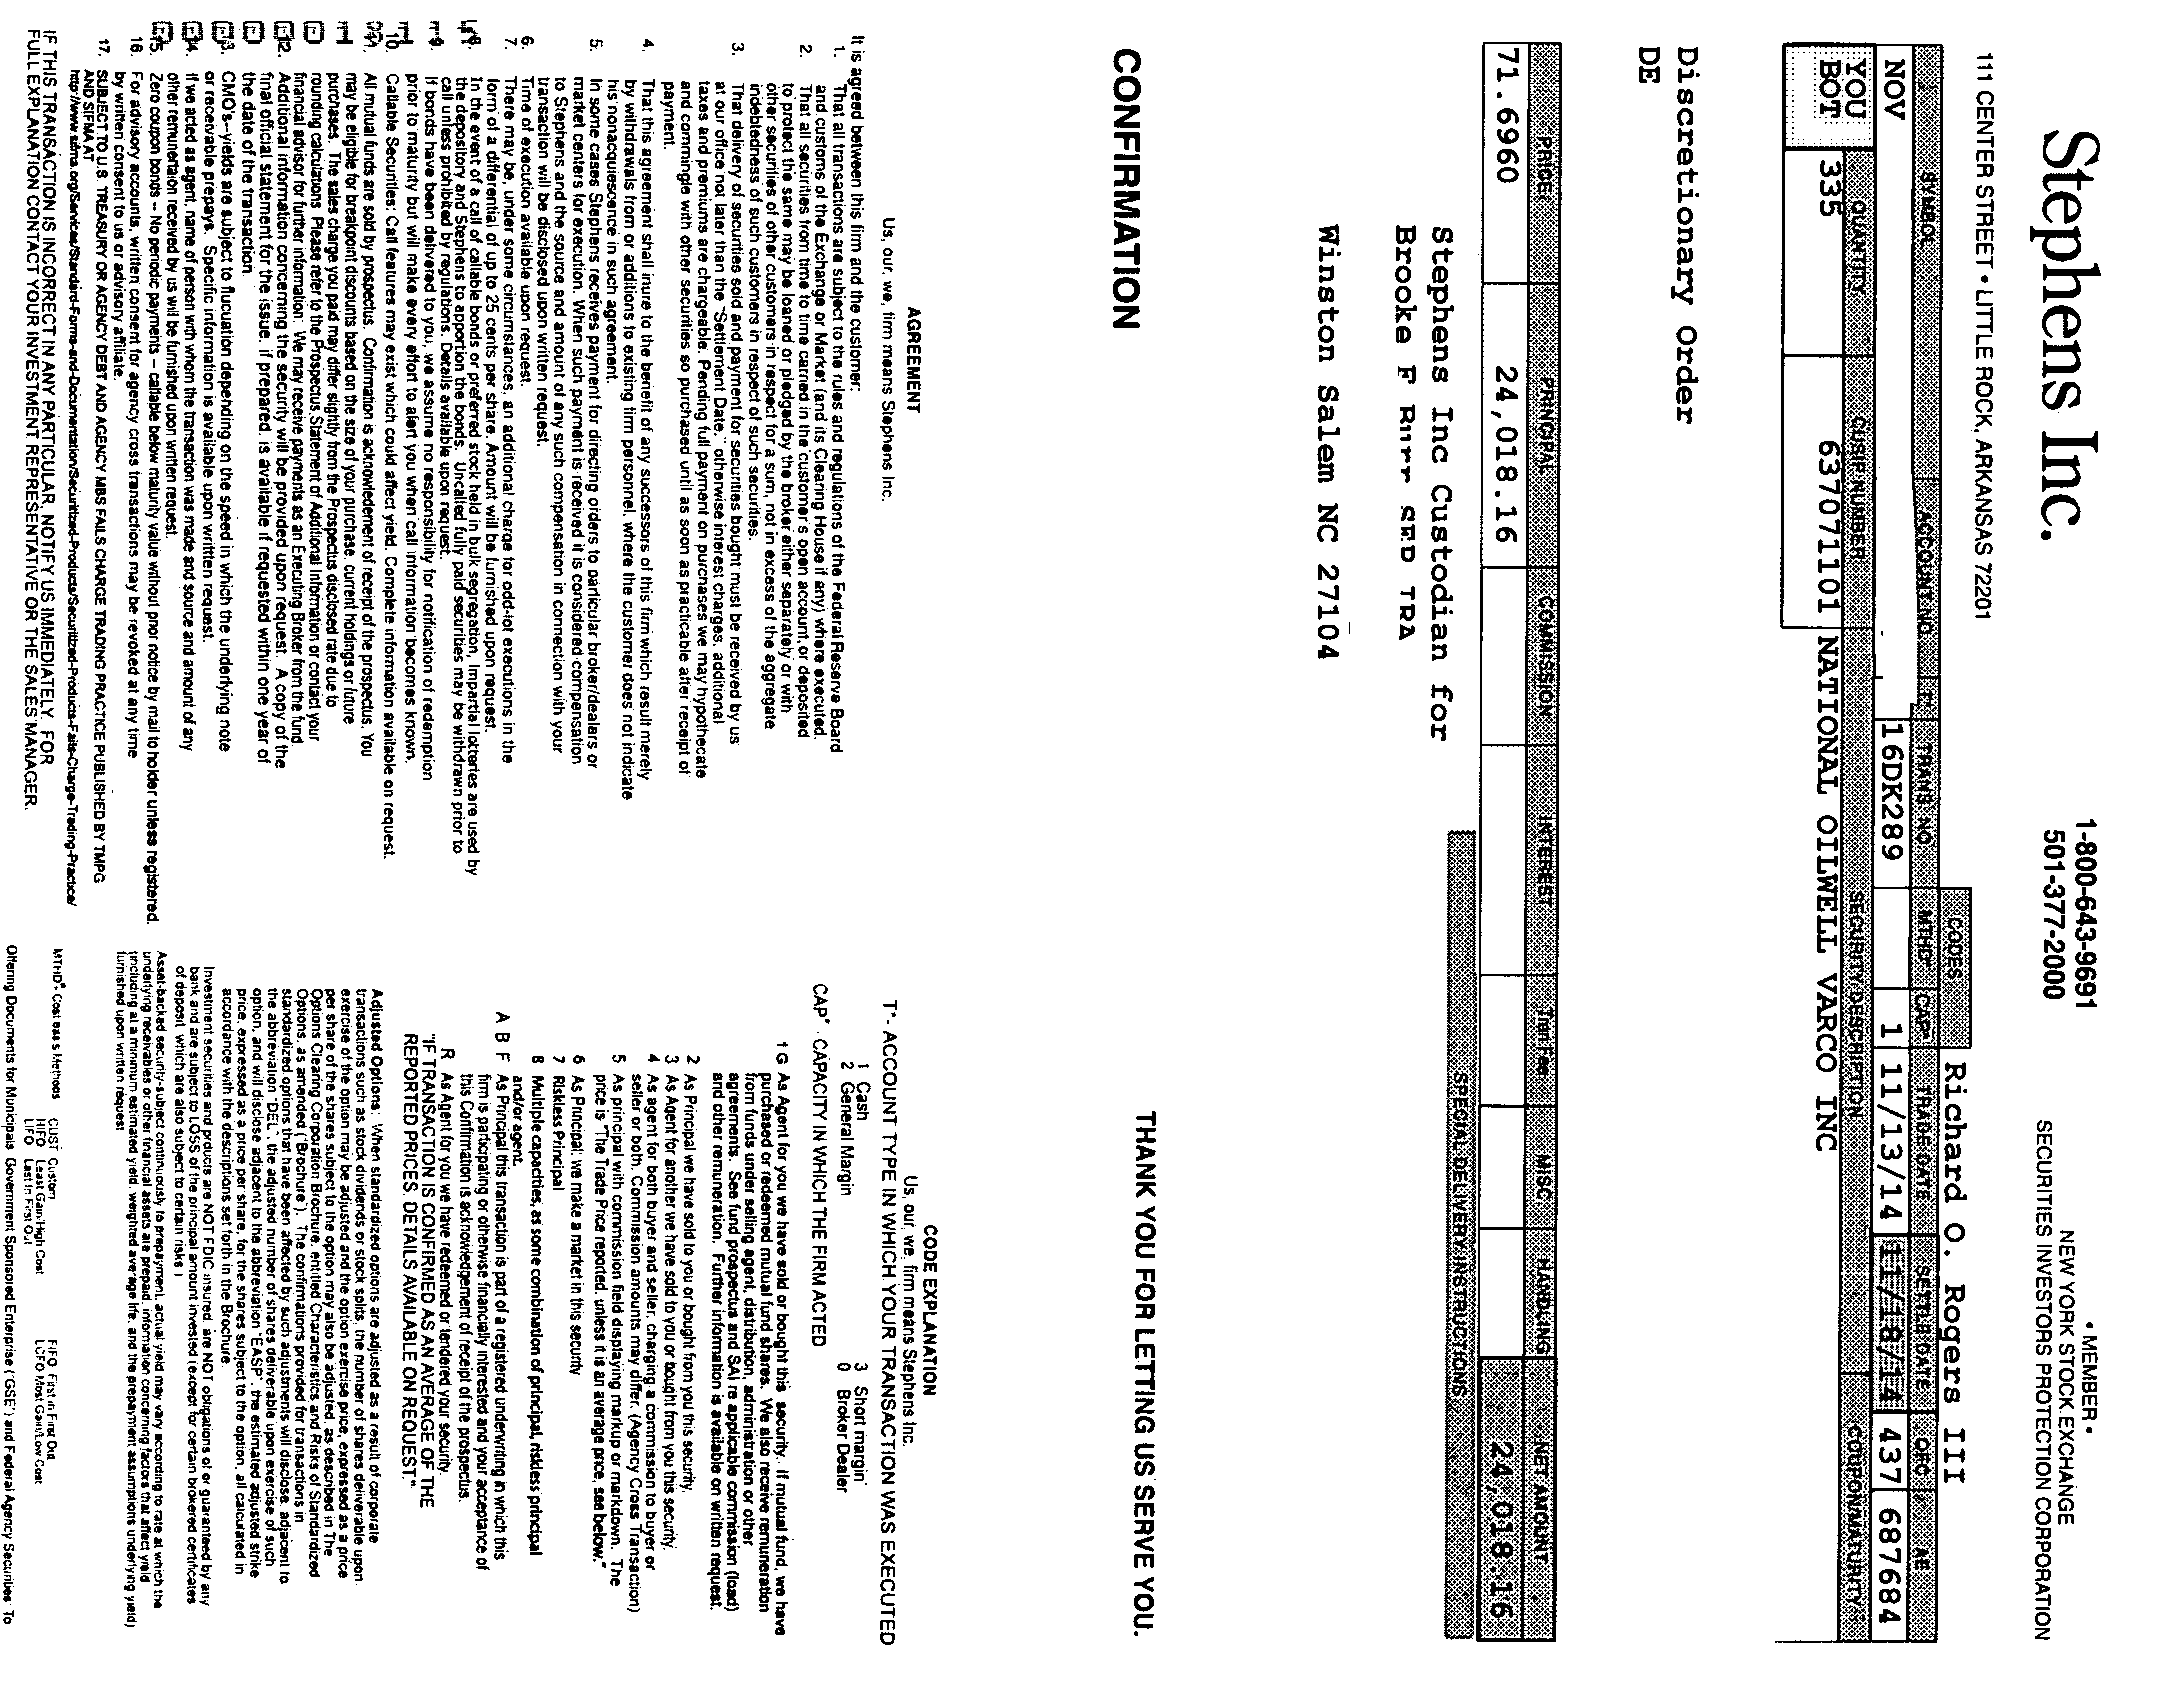 Stephens Inc.
111 CENTER STREET • LITTLE ROCK, ARKANSAS 72201
1-800-643-9691
501-377-2000
• MEMBER •
NEW YORK STOCK EXCHANGE
SECURITIES INVESTORS PROTECTION CORPORATION
CODES
Richard O. Rogers III
SYMBOL ACCOUNT NO. T* TRANS NO MTHD* CAP* TRADE DATE SETTLE DATE OFC AE
NOV 16DK289 1 11/13/14 11/18/14 437 687684
QUANTITY CUSIP NUMBER SECURITY DESCRIPTION COUPON/MATURITY
YOU
BOT 335 637071101 NATIONAL OILWELL VARCO INC
Discretionary Order
DE
PRICE PRINCIPAL COMMISSION INTEREST Tran Fee MISC. HANDLING NET AMOUNT
71.6960 24,018.16 24,018.16
SPECIAL DELIVERY INSTRUCTIONS
Stephens Inc Custodian for
Brooke F Burr SEP TRA
Winston Salem NC 27104
CONFIRMATION
THANK YOU FOR LETTING US SERVE YOU.
AGREEMENT
Us, our, we, firm means Stephens Inc.
It is agreed between this firm and the customer:
1. That all transactions are subject to the rules and regulations of the Federal Reserve Board
and customs of the Exchange or Market (and its Clearing House if any) where executed.
2. That all securities from time to time carried in the customer's open account, or deposited
to protect the same may be loaned or pledged by the broker either separately or with
other securities of other customers in respect for a sum, not in excess of the aggregate
indebtedness of such customers in respect of such securities.
3. That delivery of securities sold and payment for securities bought must be received by us
at our office not later than the "Settlement Date;" otherwise interest charges, additional
taxes and premiums are chargeable. Pending full payment on purchases we may hypothecate
and commingle with other securities so purchased until as soon as practicable after receipt of
payment.
4. That this agreement shall inure to the benefit of any successors of this firm which result merely
by withdrawals from or additions to existing firm personnel, where the customer does not indicate
his nonacquiescence in such agreement.
5. In some cases Stephens receives payment for directing orders to particular broker/dealers or
market centers for execution. When such payment is received it is considered compensation
to Stephens and the source and amount of any such compensation in connection with your
transaction will be disclosed upon written request.
6. Time of execution available upon request.
7. There may be, under some circumstances, an additional charge for odd-lot executions in the
form of a differential of up to 25 cents per share. Amount will be furnished upon request.
8. In the event of a call of callable bonds or preferred stock held in bulk segregation, Impartial lotteries are used by
the depository and Stephens to apportion the bonds. Uncalled fully paid securities may be withdrawn prior to
call unless prohibited by regulations. Details available upon request.
9. If bonds have been delivered to you, we assume no responsibility for notification of redemption
prior to maturity but will make every effort to alert you when call information becomes known.
10. Callable Securities: Call features may exist which could affect yield. Complete information available on request.
11. All mutual funds are sold by prospectus. Confirmation is acknowledement of receipt of the prospectus. You
may be eligible for breakpoint discounts based on the size of your purchase, current holdings or future
purchases. The sales charge you paid may differ slightly from the Prospectus disclosed rate due to
rounding calculations. Please refer to the Prospectus, Statement of Additional Information or contact your
financial advisor for further information. We may receive payments as an Executing Broker from the fund
12. Additional information concerning the security will be provided upon request. A copy of the
final official statement for the issue, if prepared, is available if requested within one year of
the date of the transaction.
13. CMO's--yields are subject to flucuation depending on the speed in which the underlying note
or receivable prepays. Specific information is available upon writtten request.
14. If we acted as agent, name of person with whom the transaction was made and source and amount of any
other remunertaion received by us will be furnished upon written request
15. Zero coupon bonds -- No periodic payments -- callable below maturity value without prior notice by mail to holder unless registered.
16. For advisory accounts, written consent for agency cross transactions may be revoked at any time
by written consent to us or advisory affiliate.
17. SUBJECT TO U.S. TREASURY OR AGENCY DEBT AND AGENCY MBS FAILS CHARGE TRADING PRACTICE PUBLISHED BY TMPG
AND SIFMA AT
http://www.sifma.org/Services/Standard-Forms-and-Documentation/Securitized-Products/Securitized-Products-Fails-Charge-Trading-Practice/
IF THIS TRANSACTION IS INCORRECT IN ANY PARTICULAR, NOTIFY US IMMEDIATELY. FOR
FULL EXPLANATION CONTACT YOUR INVESTMENT REPRESENTATIVE OR THE SALES MANAGER.
CODE EXPLANATION
Us, our, we, firm means Stephens Inc.
T* - ACCOUNT TYPE IN WHICH YOUR TRANSACTION WAS EXECUTED
1 Cash 3 Short margin
2 General Margin 0 Broker Dealer
CAP* - CAPACITY IN WHICH THE FIRM ACTED
1 G As Agent for you we have sold or bought this security. If mutual fund, we have
purchased or redeemed mutual fund shares. We also receive remuneration
from funds under selling agent, distribution, administration or other
agreements. See fund prospectus and SAI re applicable commission (load)
and other remuneration. Further information is available on written request.
2 As Principal we have sold to you or bought from you this security.
3 As Agent for another we have sold to you or bought from you this security.
4 As agent for both buyer and seller, charging a commission to buyer or
seller or both. Commission amounts may differ. (Agency Cross Transaction)
5 As principal with commission field displaying markup or markdown. The
price is "The Trade Price reported, unless it is an average price, see below."
6 As Principal; we make a market in this security
7 Riskless Principal
8 Multiple capacities, as some combination of principal, riskless principal
and/or agent.
A B F As Principal this transaction is part of a registered underwriting in which this
firm is participating or otherwise financially interested and your acceptance of
this Confirmation is acknowledgement of receipt of the prospectus.
R As Agent for you we have redeemed or tendered your security.
"IF TRANSACTION IS CONFIRMED AS AN AVERAGE OF THE
REPORTED PRICES, DETAILS AVAILABLE ON REQUEST."
Adjusted Options: When standardized options are adjusted as a result of corporate
transactions such as stock dividends or stock splits, the number of shares deliverable upon
exercise of the option may be adjusted and the option exercise price, expressed as a price
per share of the shares subject to the option may also be adjusted, as described in The
Options Clearing Corporation Brochure, entitled Characteristics and Risks of Standardized
Options, as amended ("Brochure"). The confirmations provided for transactions in
standardized options that have been affected by such adjustments will disclose, adjacent to
the abbreviation "DEL", the adjusted number of shares deliverable upon exercise of such
option, and will disclose adjacent to the abbreviation "EASP", the estimated adjusted strike
price, expressed as a price per share, for the shares subject to the option, all calculated in
accordance with the descriptions set forth in the Brochure.
Investment securities and products are NOT FDIC insured, are NOT obligations of or guaranteed by any
bank and are subject to LOSS of the principal amount invested (except for certain brokered certificates
of deposit, which are also subject to certain risks.)
Asset-backed security-subject continuously to prepayment, actual yield may vary according to rate at which the
underlying receivables or other financial assets are prepaid, information concerning factors that affect yield
(including at a minimum estimated yield, weighted average life, and the prepayment assumptions underlying yield)
furnished upon written request
MTHD* - Cost basis Methods CUST Custom FIFO First in First Out
HIFO Least Gain/High Cost LCFO Most Gain/Low Cost
LIFO Last In First Out
Offering Documents for Municipals Government Sponsored Enterprise ("GSE") and Federal Agency Securities To